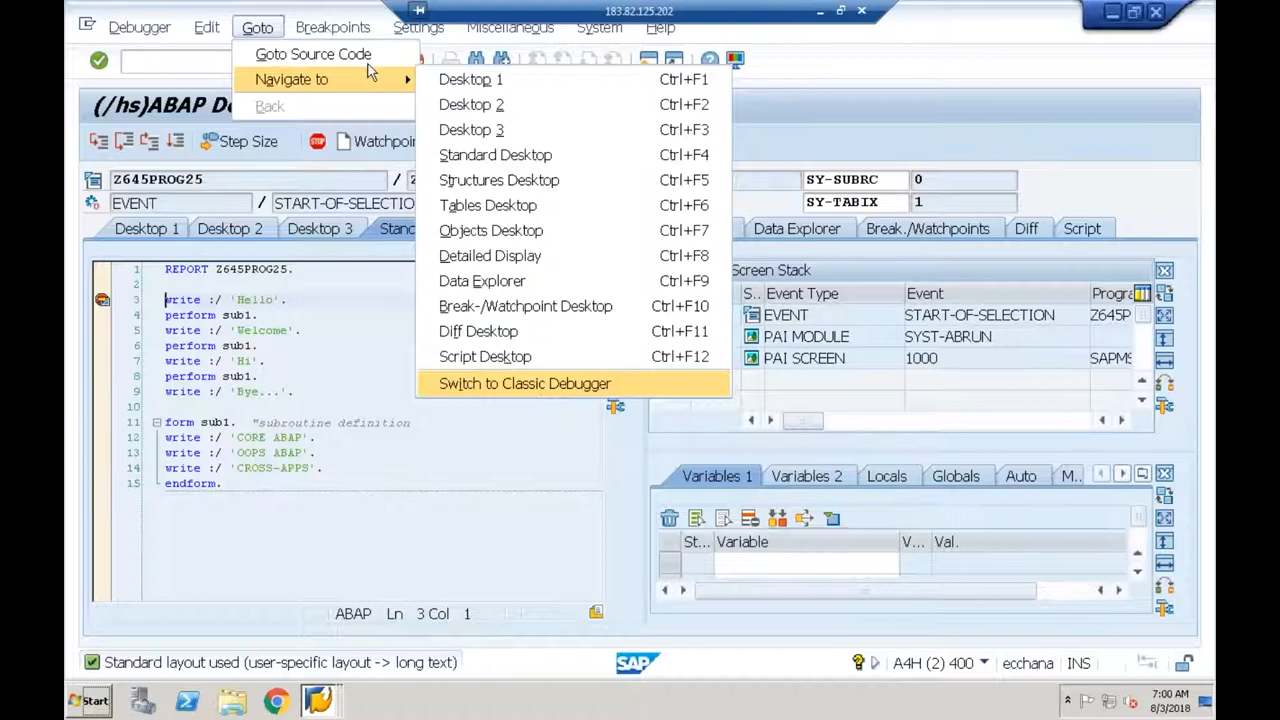 183.82.125.202
Debugger Edit Goto Breakpoints Settings Miscellaneous System Help
Goto Source Code
Navigate to
Back
Desktop 1 Ctrl+F1
Desktop 2 Ctrl+F2
Desktop 3 Ctrl+F3
Standard Desktop Ctrl+F4
Structures Desktop Ctrl+F5
Tables Desktop Ctrl+F6
Objects Desktop Ctrl+F7
Detailed Display Ctrl+F8
Data Explorer Ctrl+F9
Break-/Watchpoint Desktop Ctrl+F10
Diff Desktop Ctrl+F11
Script Desktop Ctrl+F12
Switch to Classic Debugger
(/hs)ABAP
Step Size STOP
Z645PROG25 /
SY-SUBRC 0
EVENT / START-OF-SELECTION
SY-TABIX 1
Desktop 1 Desktop 2 Desktop 3 Data Explorer Break./Watchpoints Diff Script
1 REPORT Z645PROG25.
2
3 write :/ 'Hello'.
4 perform sub1.
5 write :/ 'Welcome'.
6 perform sub1.
7 write :/ 'Hi'.
8 perform sub1.
9 write :/ 'Bye...'.
10
11 form sub1. "subroutine definition
12 write :/ 'CORE ABAP'.
13 write :/ 'OOPS ABAP'.
14 write :/ 'CROSS-APPS'.
15 endform.
ABAP Ln 3 Col 1
Screen Stack
S... Event Type Event
EVENT START-OF-SELECTION Z645P
PAI MODULE SYST-ABRUN
PAI SCREEN 1000 SAPMS
Variables 1 Variables 2 Locals Globals Auto M...
St... Variable V... Val.
Standard layout used (user-specific layout -> long text)
SAP
A4H (2) 400 ecchana INS
Start
7:00 AM
8/3/2018